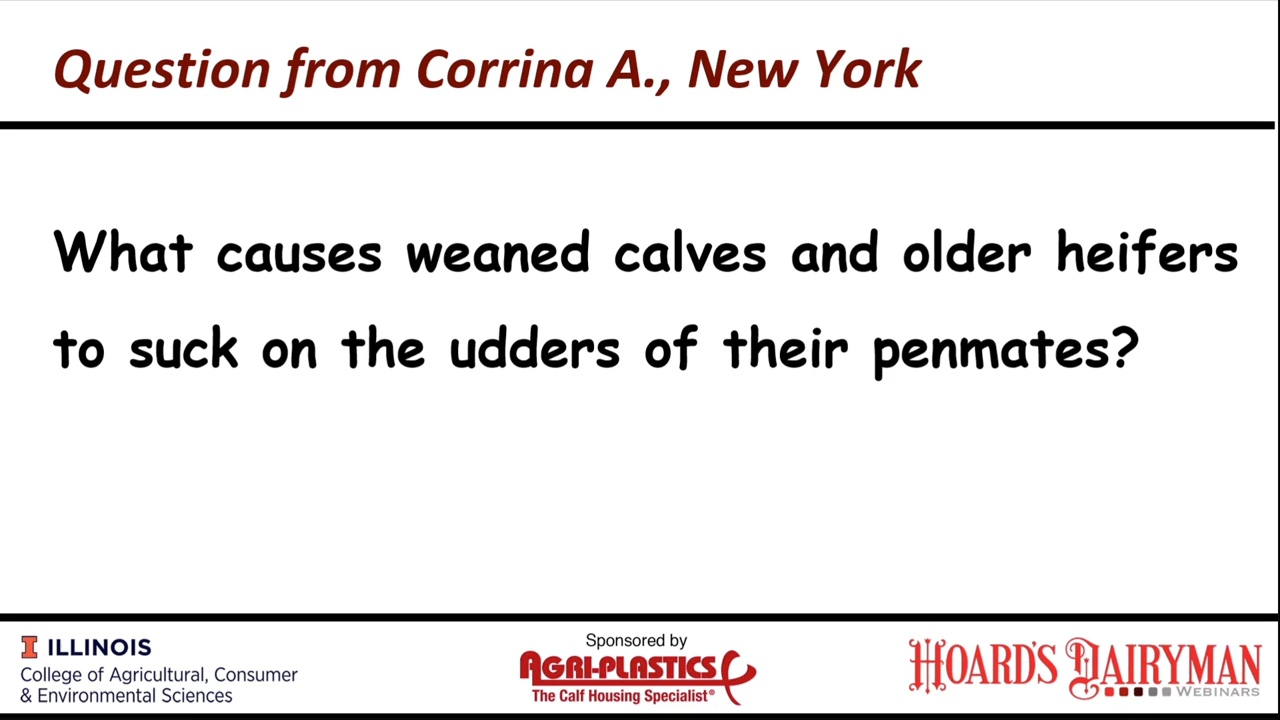 Question from Corrina A., New York
What causes weaned calves and older heifers
to suck on the udders of their penmates?
I ILLINOIS
College of Agricultural, Consumer
& Environmental Sciences
Sponsored by
AGRI-PLASTICS
The Calf Housing Specialist®
HOARD'S DAIRYMAN
WEBINARS